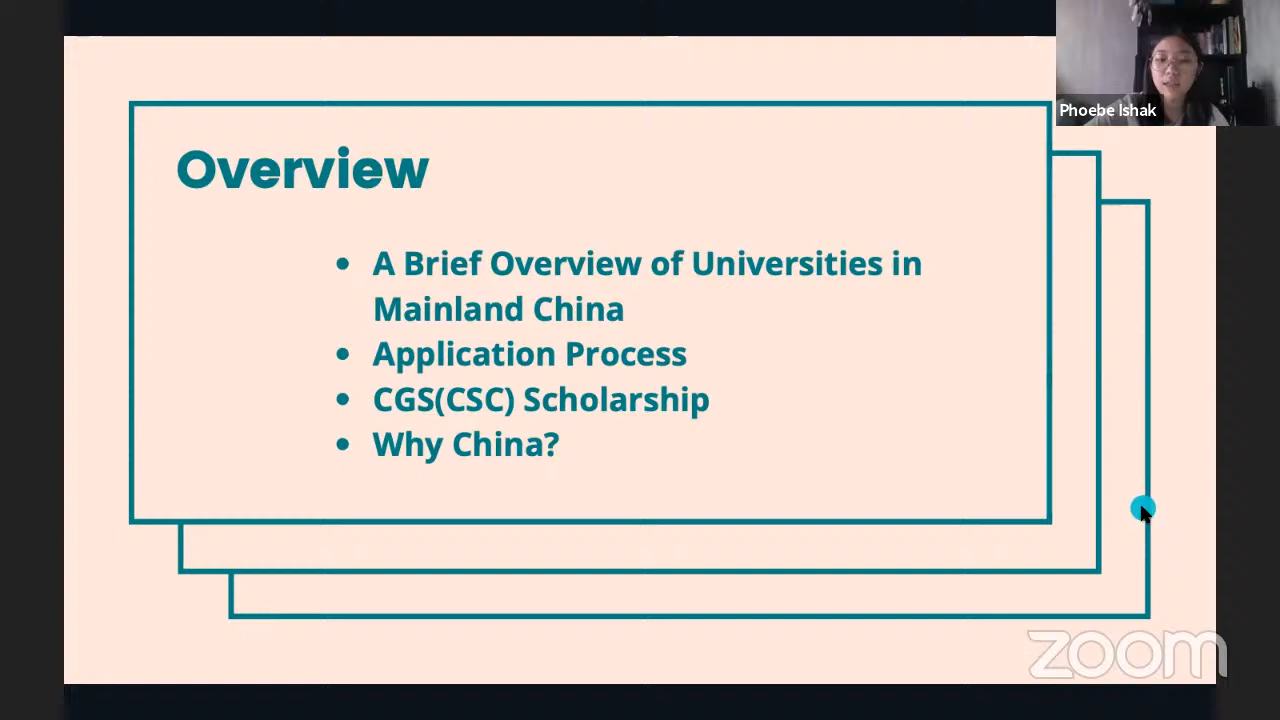 Phoebe Ishak
Overview
• A Brief Overview of Universities in
Mainland China
• Application Process
• CGS(CSC) Scholarship
• Why China?
zoom